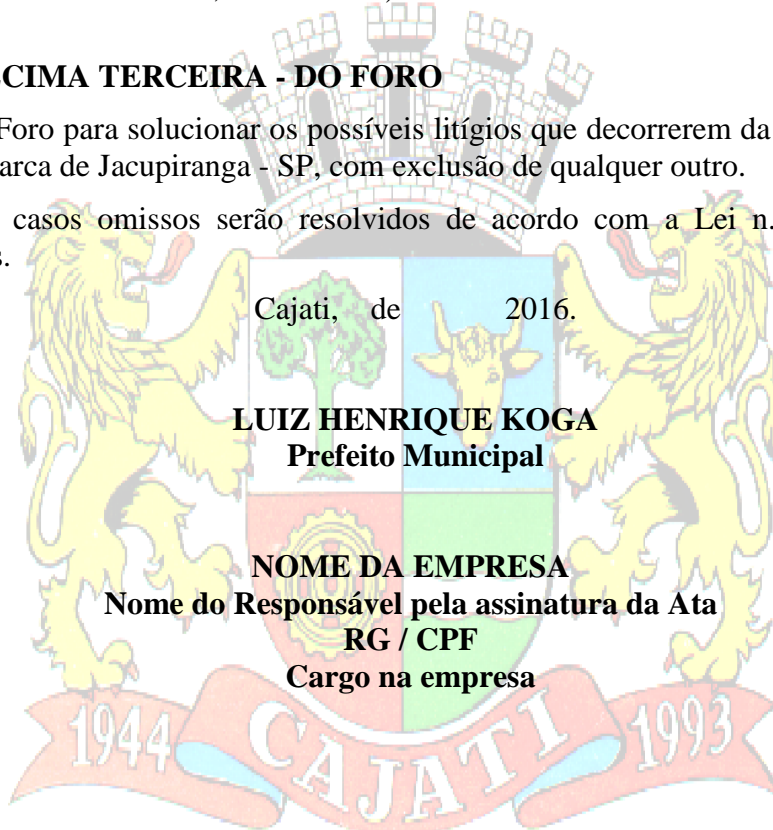 CIMA TERCEIRA - DO FORO
Foro para solucionar os possíveis litígios que decorrerem da
arca de Jacupiranga - SP, com exclusão de qualquer outro.
casos omissos serão resolvidos de acordo com a Lei n.
s.
Cajati, de 2016.
LUIZ HENRIQUE KOGA
Prefeito Municipal
NOME DA EMPRESA
Nome do Responsável pela assinatura da Ata
RG / CPF
Cargo na empresa
1944 CAJATI 1993